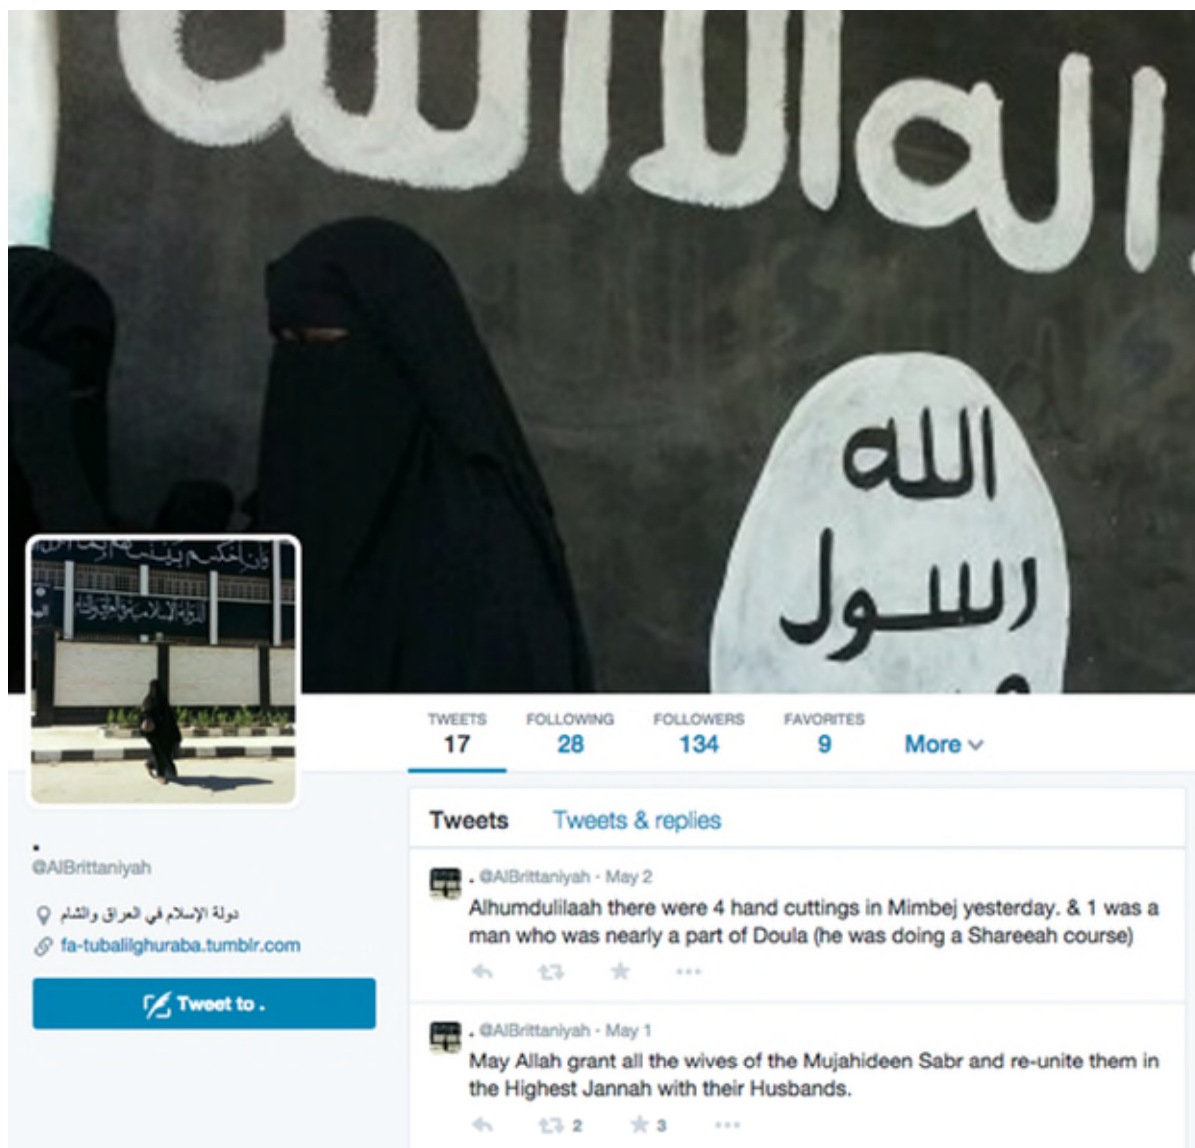 لا إله إلا الله
الله
رسول
TWEETS FOLLOWING FOLLOWERS FAVORITES
17 28 134 9 More
Tweets Tweets & replies
.
@AlBrittaniyah
دولة الإسلام في العراق والشام
fa-tubalilghuraba.tumblr.com
Tweet to .
. @AlBrittaniyah · May 2
Alhumdulilaah there were 4 hand cuttings in Mimbej yesterday. & 1 was a
man who was nearly a part of Doula (he was doing a Shareeah course)
. @AlBrittaniyah · May 1
May Allah grant all the wives of the Mujahideen Sabr and re-unite them in
the Highest Jannah with their Husbands.
2 3